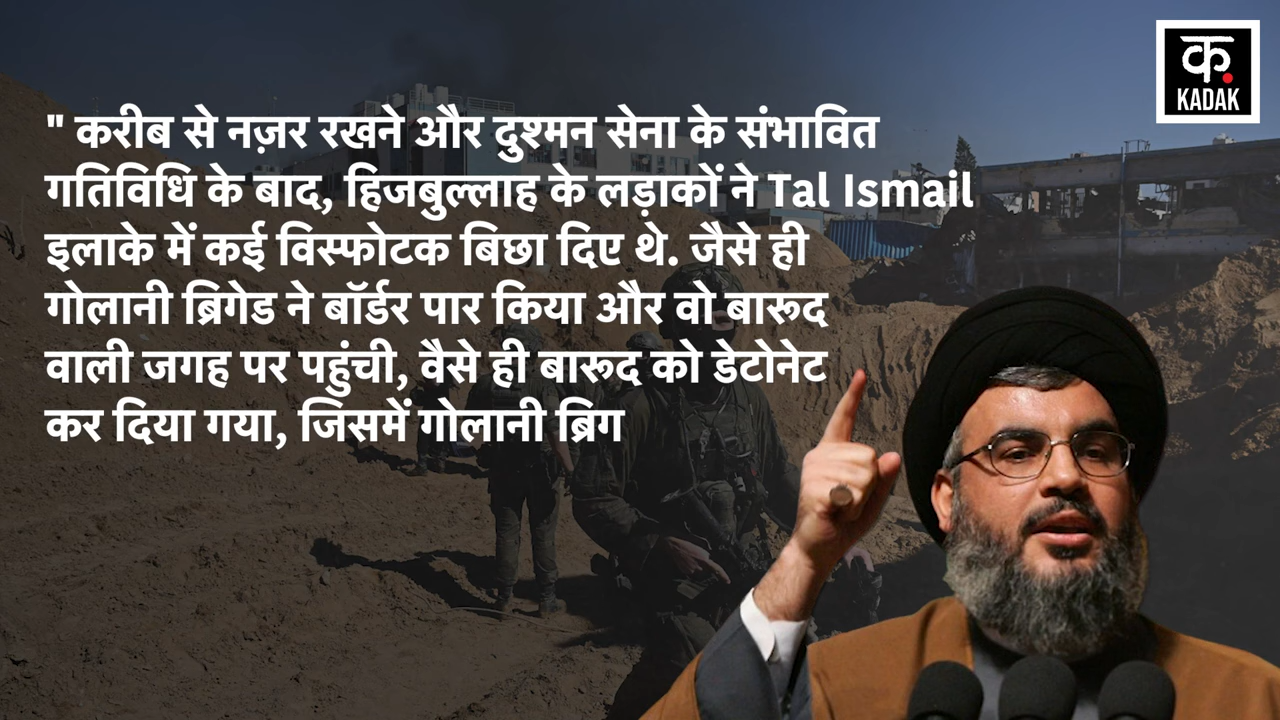 " करीब से नज़र रखने और दुश्मन सेना के संभावित
गतिविधि के बाद, हिजबुल्लाह के लड़ाकों ने Tal Ismail
इलाके में कई विस्फोटक बिछा दिए थे. जैसे ही
गोलानी ब्रिगेड ने बॉर्डर पार किया और वो बारूद
वाली जगह पर पहुंची, वैसे ही बारूद को डेटोनेट
कर दिया गया, जिसमें गोलानी ब्रिग
क.
KADAK